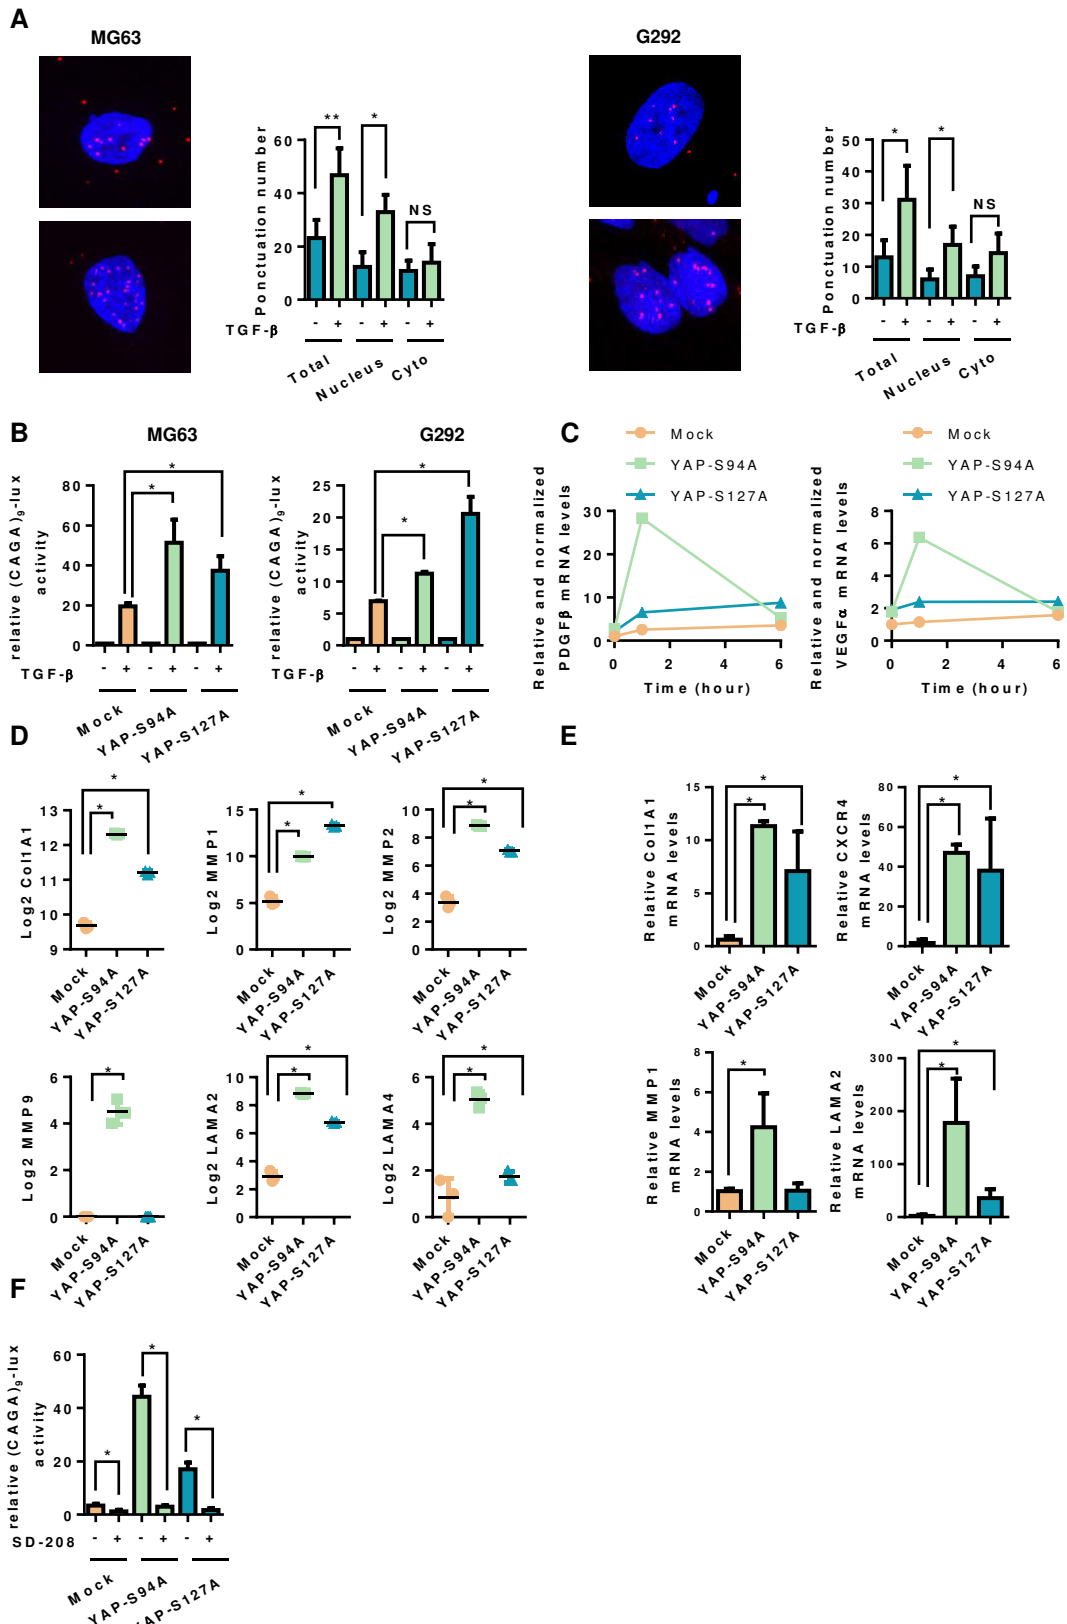 A
MG63
G292
Ponctuation number
60
40
20
0
**
*
NS
TGF-β
- + - + - +
Total
Nucleus
Cyto
Ponctuation number
50
40
30
20
10
0
*
*
NS
TGF-β
- + - + - +
Total
Nucleus
Cyto
B
MG63
G292
relative (CAGA)9-lux
activity
80
60
40
20
0
*
*
TGF-β
- + - + - +
Mock
YAP-S94A
YAP-S127A
relative (CAGA)9-lux
activity
25
20
15
10
5
0
*
*
TGF-β
- + - + - +
Mock
YAP-S94A
YAP-S127A
C
Mock
YAP-S94A
YAP-S127A
Relative and normalized
PDGFβ mRNA levels
30
20
10
0
0 2 4 6
Time (hour)
Mock
YAP-S94A
YAP-S127A
Relative and normalized
VEGFα mRNA levels
8
6
4
2
0
0 2 4 6
Time (hour)
D
Log2 Col1A1
13
12
11
10
9
*
*
Mock
YAP-S94A
YAP-S127A
Log2 MMP1
15
10
5
0
*
*
Mock
YAP-S94A
YAP-S127A
Log2 MMP2
10
8
6
4
2
0
*
*
Mock
YAP-S94A
YAP-S127A
Log2 MMP9
6
4
2
0
*
Mock
YAP-S94A
YAP-S127A
Log2 LAMA2
10
8
6
4
2
0
*
*
Mock
YAP-S94A
YAP-S127A
Log2 LAMA4
6
4
2
0
*
*
Mock
YAP-S94A
YAP-S127A
E
Relative Col1A1
mRNA levels
15
10
5
0
*
*
Mock
YAP-S94A
YAP-S127A
Relative CXCR4
mRNA levels
80
60
40
20
0
*
*
Mock
YAP-S94A
YAP-S127A
Relative MMP1
mRNA levels
8
6
4
2
0
*
Mock
YAP-S94A
YAP-S127A
Relative LAMA2
mRNA levels
300
200
100
0
*
*
Mock
YAP-S94A
YAP-S127A
F
relative (CAGA)9-lux
activity
60
40
20
0
*
*
*
SD-208
- + - + - +
Mock
YAP-S94A
YAP-S127A